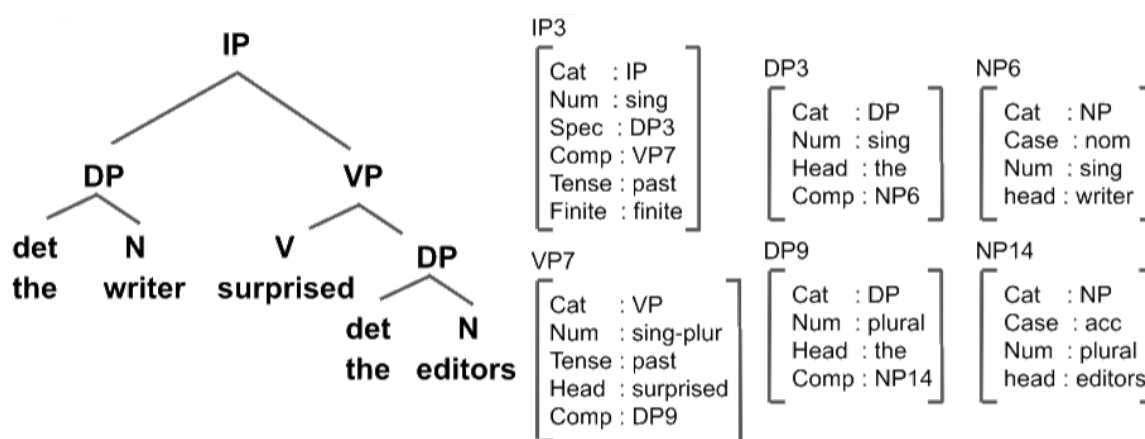 IP
DP VP
det N V DP
the writer surprised
det N
the editors
IP3
Cat : IP
Num : sing
Spec : DP3
Comp : VP7
Tense : past
Finite : finite
DP3
Cat : DP
Num : sing
Head : the
Comp : NP6
NP6
Cat : NP
Case : nom
Num : sing
head : writer
VP7
Cat : VP
Num : sing-plur
Tense : past
Head : surprised
Comp : DP9
DP9
Cat : DP
Num : plural
Head : the
Comp : NP14
NP14
Cat : NP
Case : acc
Num : plural
head : editors